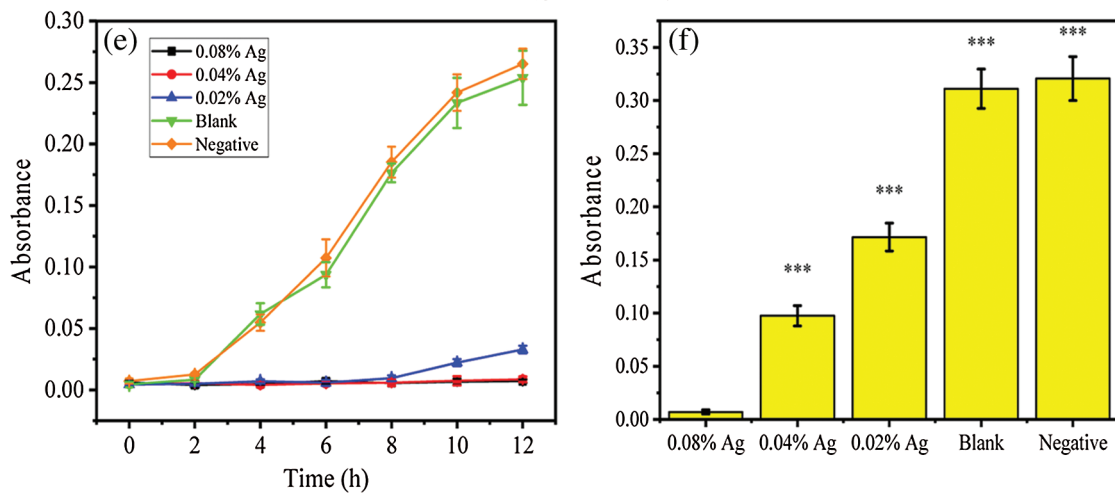 (e)
0.08% Ag
0.04% Ag
0.02% Ag
Blank
Negative
0.30
0.25
0.20
0.15
0.10
0.05
0.00
Absorbance
0 2 4 6 8 10 12
Time (h)
(f)
0.35
0.30
0.25
0.20
0.15
0.10
0.05
0.00
Absorbance
***
***
***
***
0.08% Ag 0.04% Ag 0.02% Ag Blank Negative